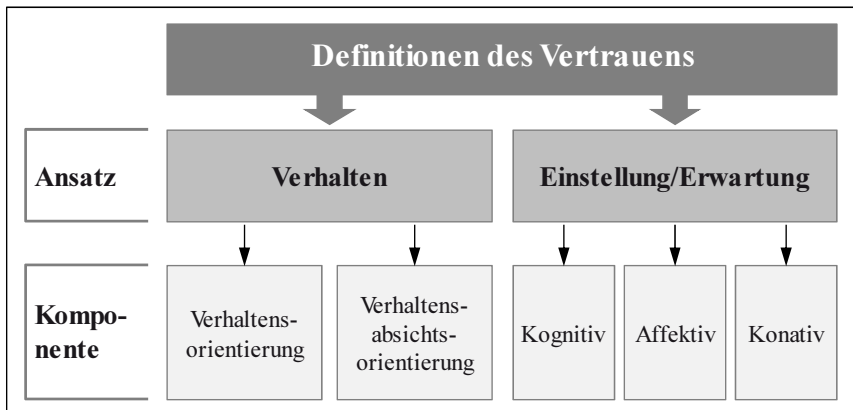 Definitionen des Vertrauens
Ansatz
Verhalten
Einstellung/Erwartung
Kompo-
nente
Verhaltens-
orientierung
Verhaltens-
absichts-
orientierung
Kognitiv
Affektiv
Konativ